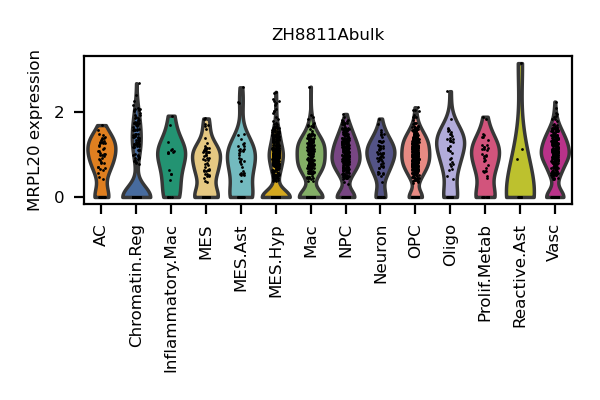 ZH8811Abulk
MRPL20 expression
2
0
AC
Chromatin.Reg
Inflammatory.Mac
MES
MES.Ast
MES.Hyp
Mac
NPC
Neuron
OPC
Oligo
Prolif.Metab
Reactive.Ast
Vasc